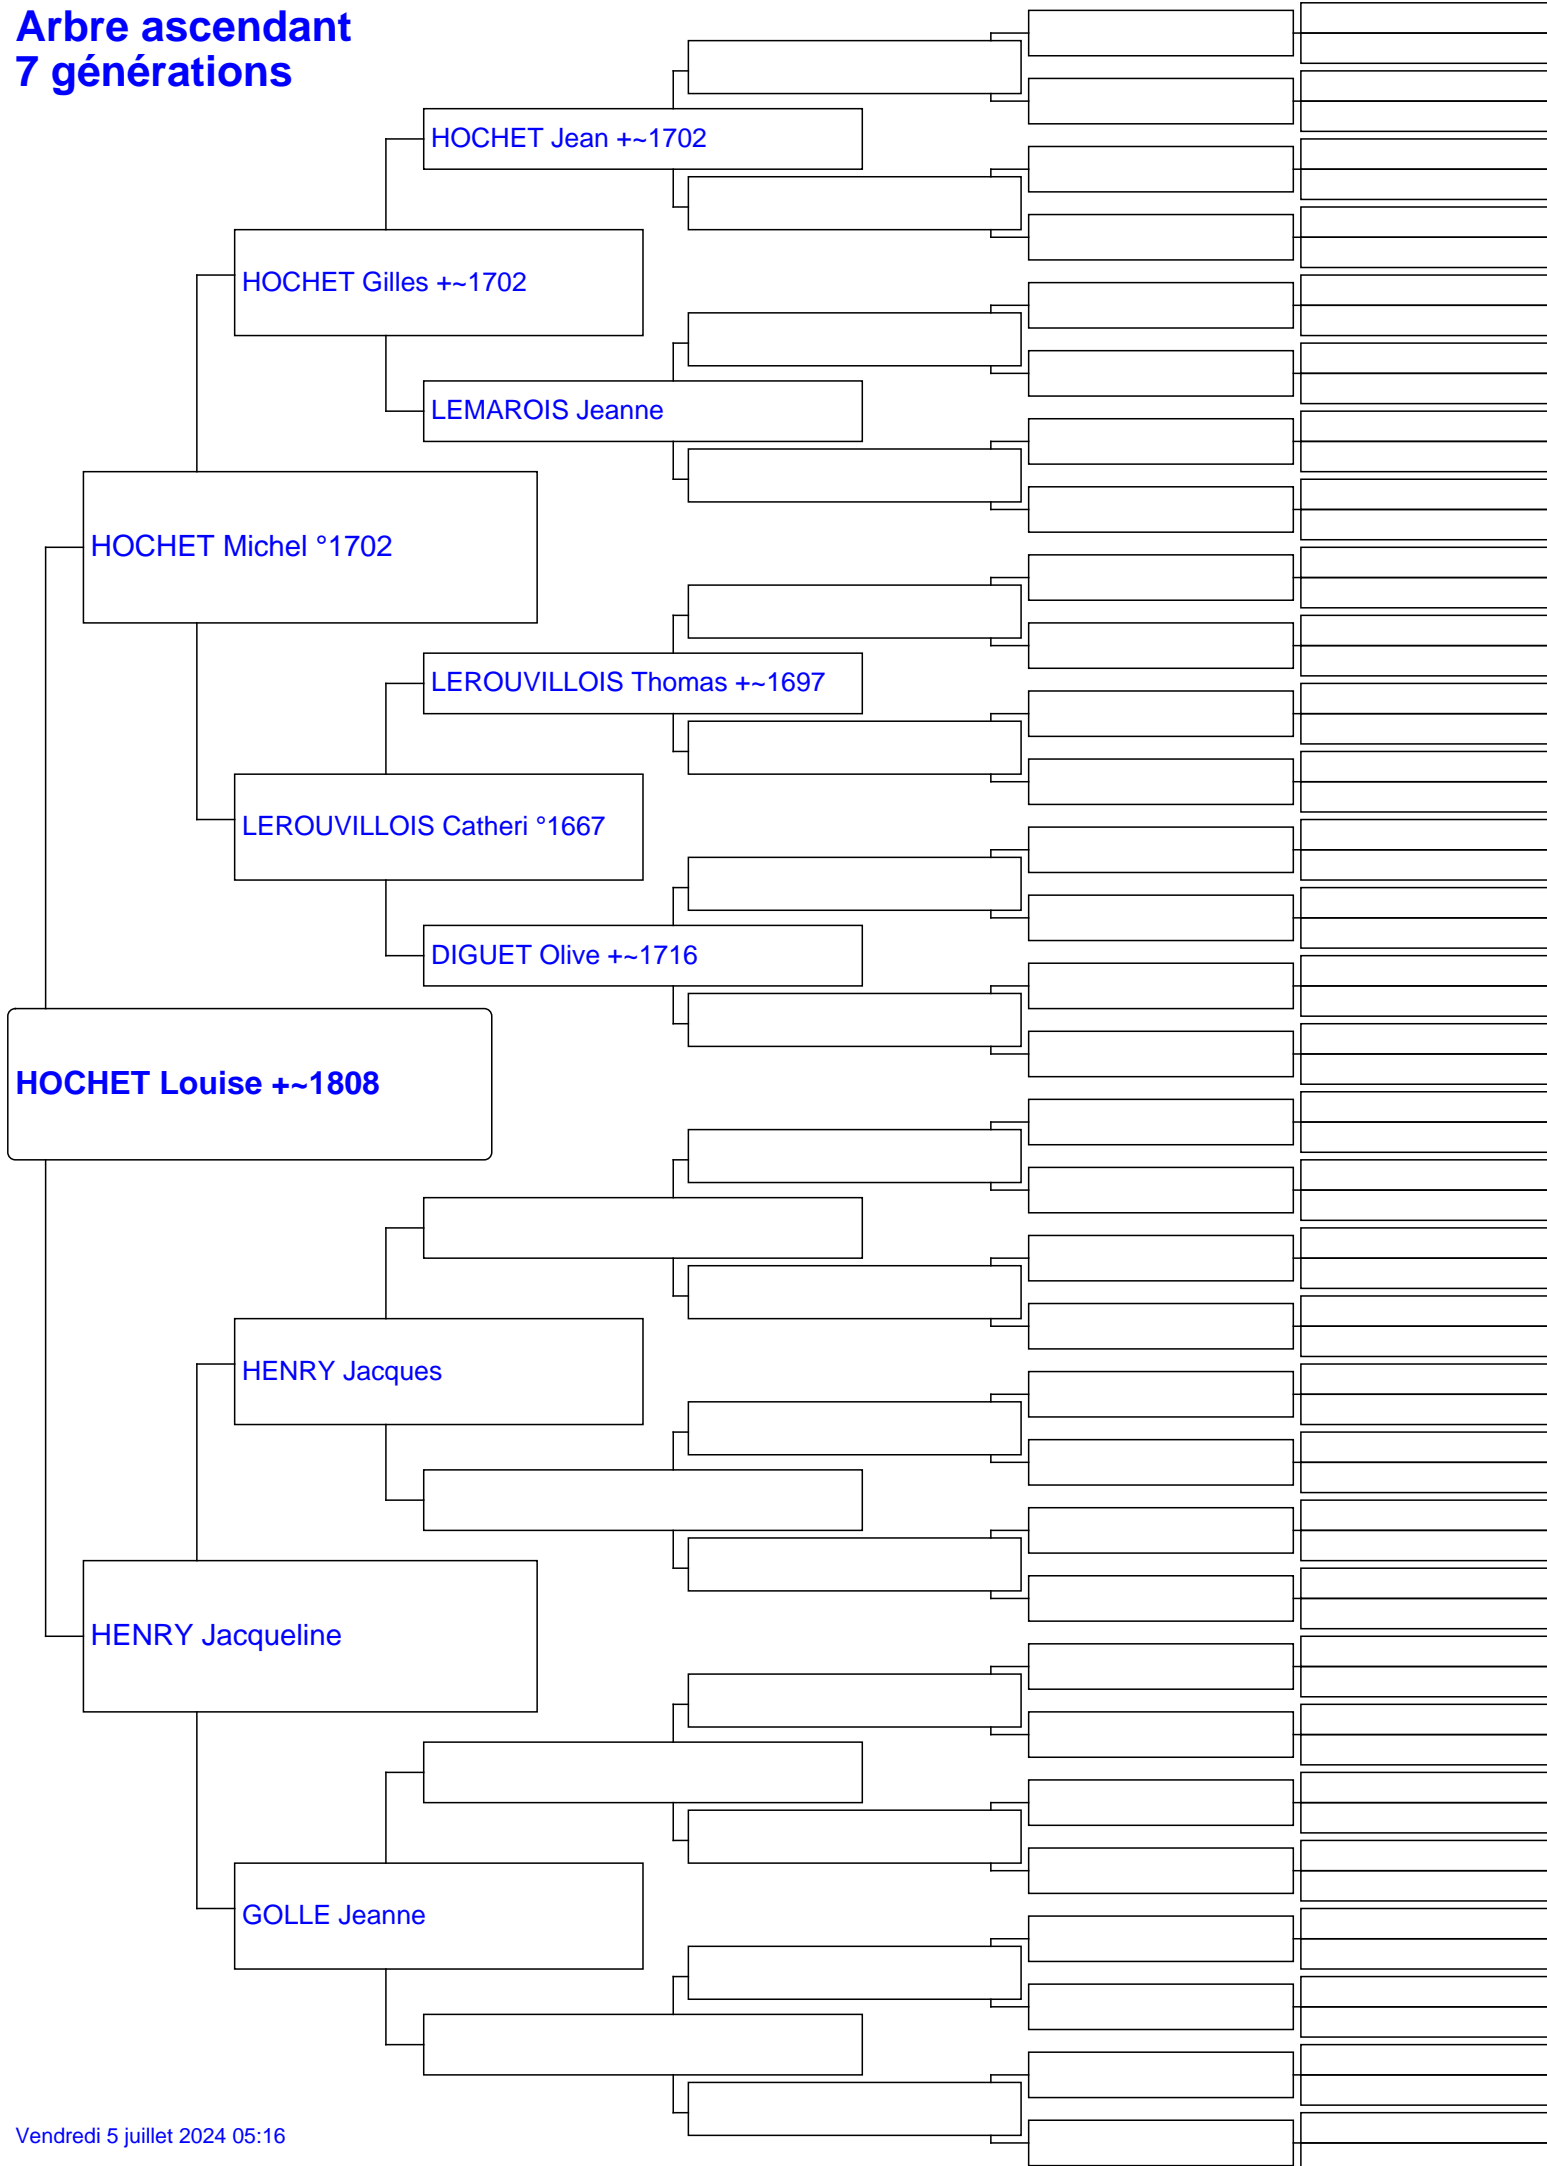 Arbre ascendant
7 générations
HOCHET Jean +~1702
HOCHET Gilles +~1702
LEMAROIS Jeanne
HOCHET Michel °1702
LEROUVILLOIS Thomas +~1697
LEROUVILLOIS Catheri °1667
DIGUET Olive +~1716
HOCHET Louise +~1808
HENRY Jacques
HENRY Jacqueline
GOLLE Jeanne
Vendredi 5 juillet 2024 05:16